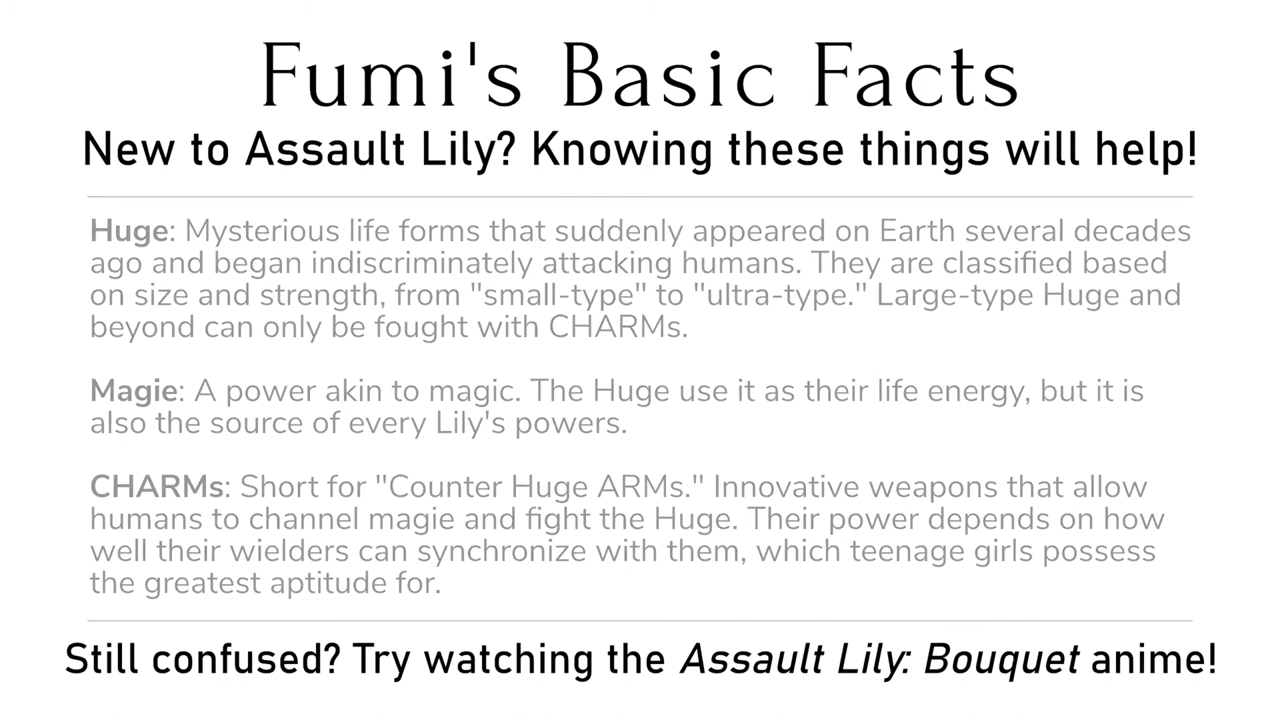 Fumi's Basic Facts
New to Assault Lily? Knowing these things will help!
Huge: Mysterious life forms that suddenly appeared on Earth several decades
ago and began indiscriminately attacking humans. They are classified based
on size and strength, from "small-type" to "ultra-type." Large-type Huge and
beyond can only be fought with CHARMs.
Magie: A power akin to magic. The Huge use it as their life energy, but it is
also the source of every Lily's powers.
CHARMs: Short for "Counter Huge ARMs." Innovative weapons that allow
humans to channel magie and fight the Huge. Their power depends on how
well their wielders can synchronize with them, which teenage girls possess
the greatest aptitude for.
Still confused? Try watching the Assault Lily: Bouquet anime!